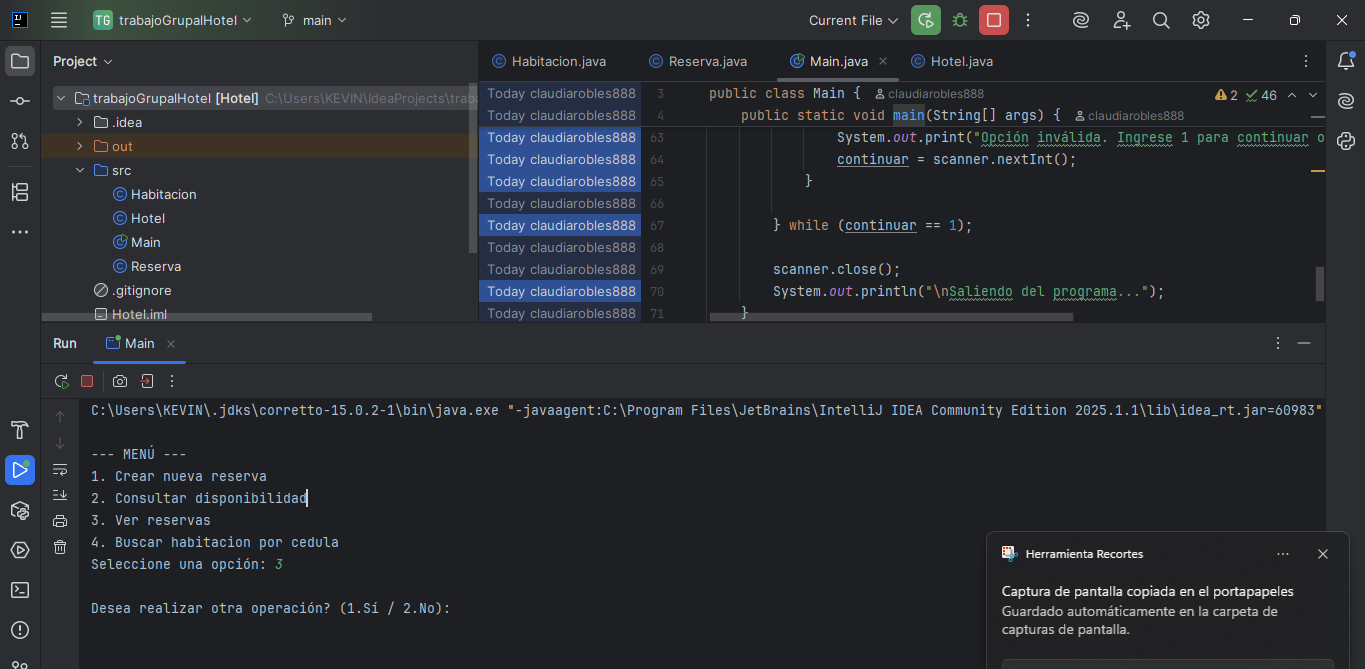 TG trabajoGrupalHotel main Current File
Project
Habitacion.java Reserva.java Main.java Hotel.java
trabajoGrupalHotel [Hotel] C:\Users\KEVIN\IdeaProjects\trab
.idea
out
src
Habitacion
Hotel
Main
Reserva
.gitignore
Hotel.iml
Today claudiarobles888 3 public class Main { claudiarobles888 2 46
Today claudiarobles888 4 public static void main(String[] args) { claudiarobles888
Today claudiarobles888 63 System.out.print("Opción inválida. Ingrese 1 para continuar o
Today claudiarobles888 64 continuar = scanner.nextInt();
Today claudiarobles888 65 }
Today claudiarobles888 66
Today claudiarobles888 67 } while (continuar == 1);
Today claudiarobles888 68
Today claudiarobles888 69 scanner.close();
Today claudiarobles888 70 System.out.println("\nSaliendo del programa...");
Today claudiarobles888 71 }
Run Main
C:\Users\KEVIN\.jdks\corretto-15.0.2-1\bin\java.exe "-javaagent:C:\Program Files\JetBrains\IntelliJ IDEA Community Edition 2025.1.1\lib\idea_rt.jar=60983"
--- MENÚ ---
1. Crear nueva reserva
2. Consultar disponibilidad
3. Ver reservas
4. Buscar habitacion por cedula
Seleccione una opción: 3
Desea realizar otra operación? (1.Sí / 2.No):
Herramienta Recortes
Captura de pantalla copiada en el portapapeles
Guardado automáticamente en la carpeta de
capturas de pantalla.